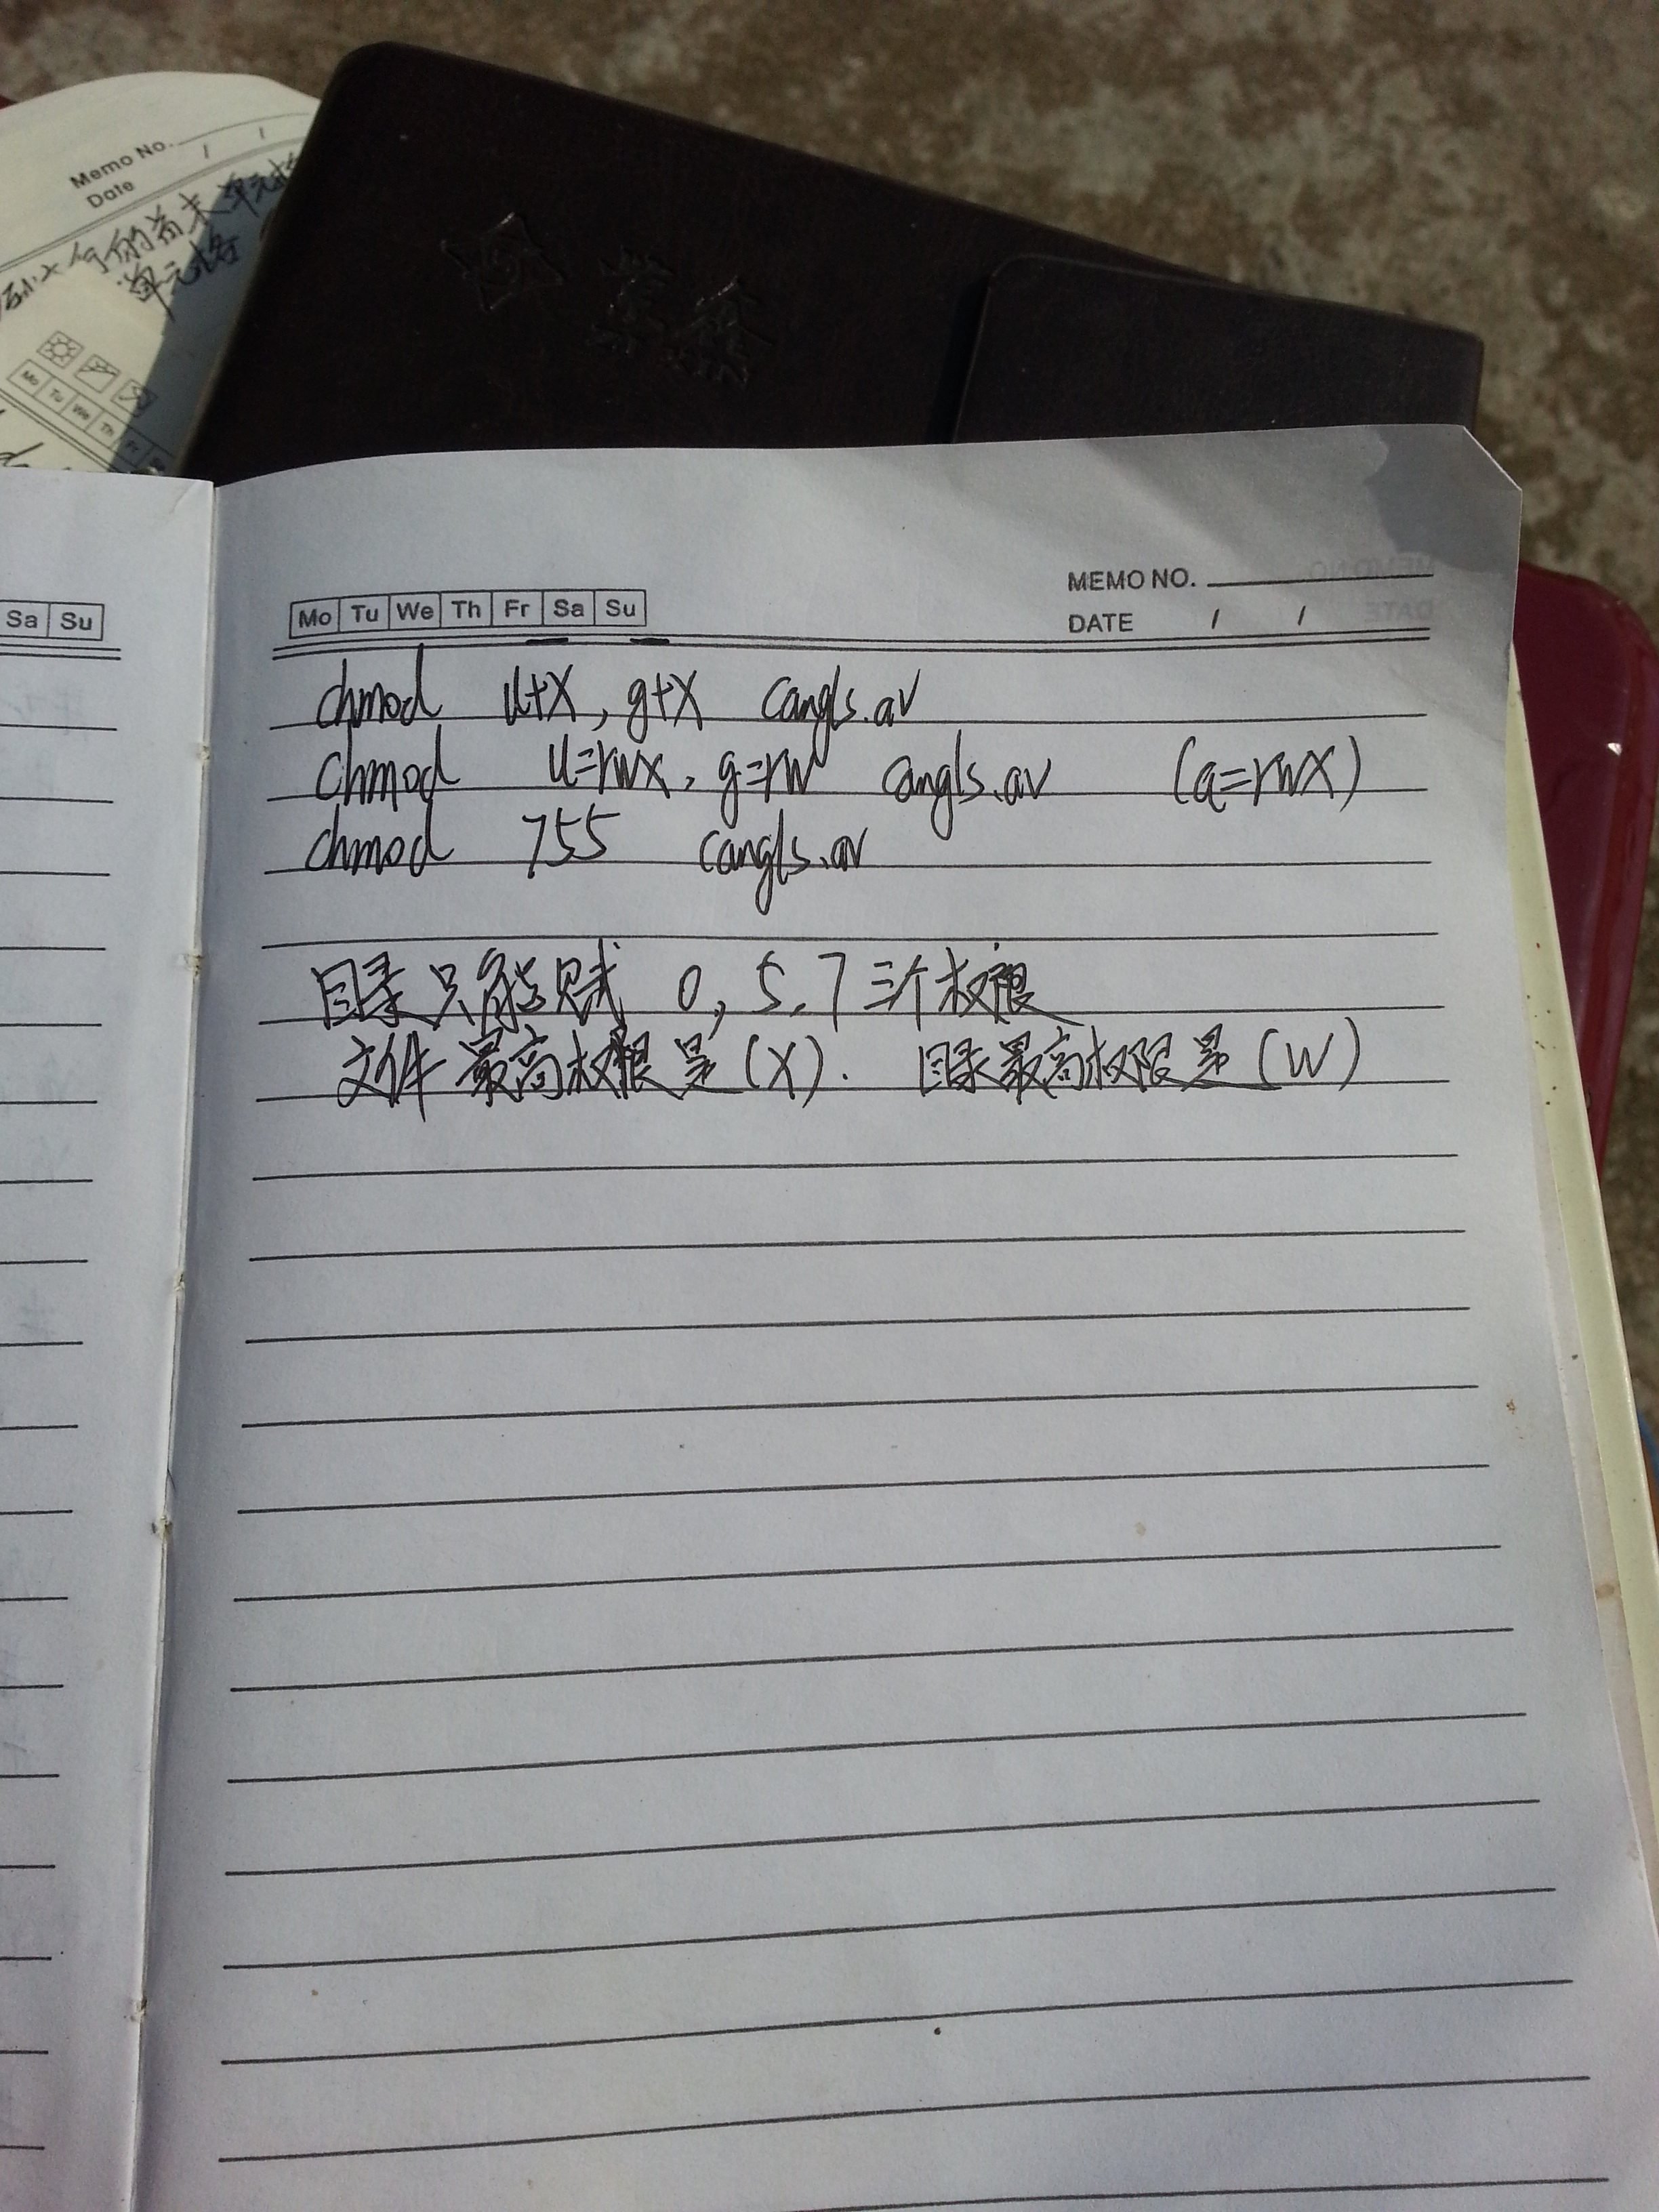 Memo No.
Date
单元格
Mo Tu We Th Fr
Sa Su
Mo Tu We Th Fr Sa Su
MEMO NO.
DATE / /
chmod u+x, g+x cangls.av
chmod u=rwx, g=rw cangls.av (a=rwx)
chmod 755 cangls.av
目录只能赋 0, 5, 7 三个权限
文件最高权限是(X). 目录最高权限是(W)